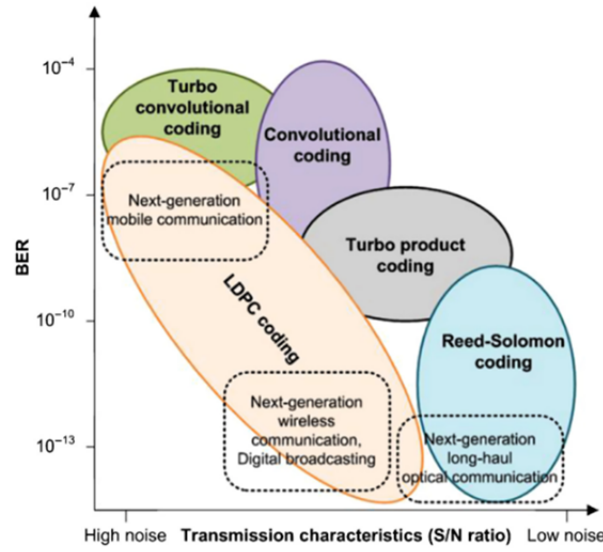 10⁻⁴
Turbo
convolutional
coding
Convolutional
coding
10⁻⁷
Next-generation
mobile communication
Turbo product
coding
BER
LDPC coding
10⁻¹⁰
Reed-Solomon
coding
Next-generation
wireless
communication,
Digital broadcasting
Next-generation
long-haul
optical communication
10⁻¹³
High noise Transmission characteristics (S/N ratio) Low noise